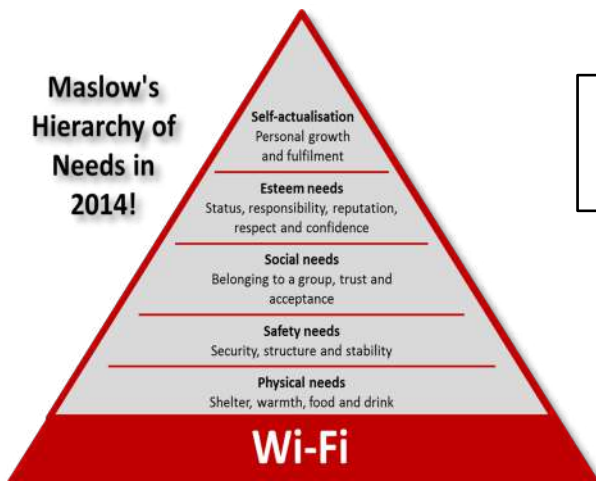 Maslow's
Hierarchy of
Needs in
2014!
Self-actualisation
Personal growth
and fulfilment
Esteem needs
Status, responsibility, reputation,
respect and confidence
Social needs
Belonging to a group, trust and
acceptance
Safety needs
Security, structure and stability
Physical needs
Shelter, warmth, food and drink
Wi-Fi